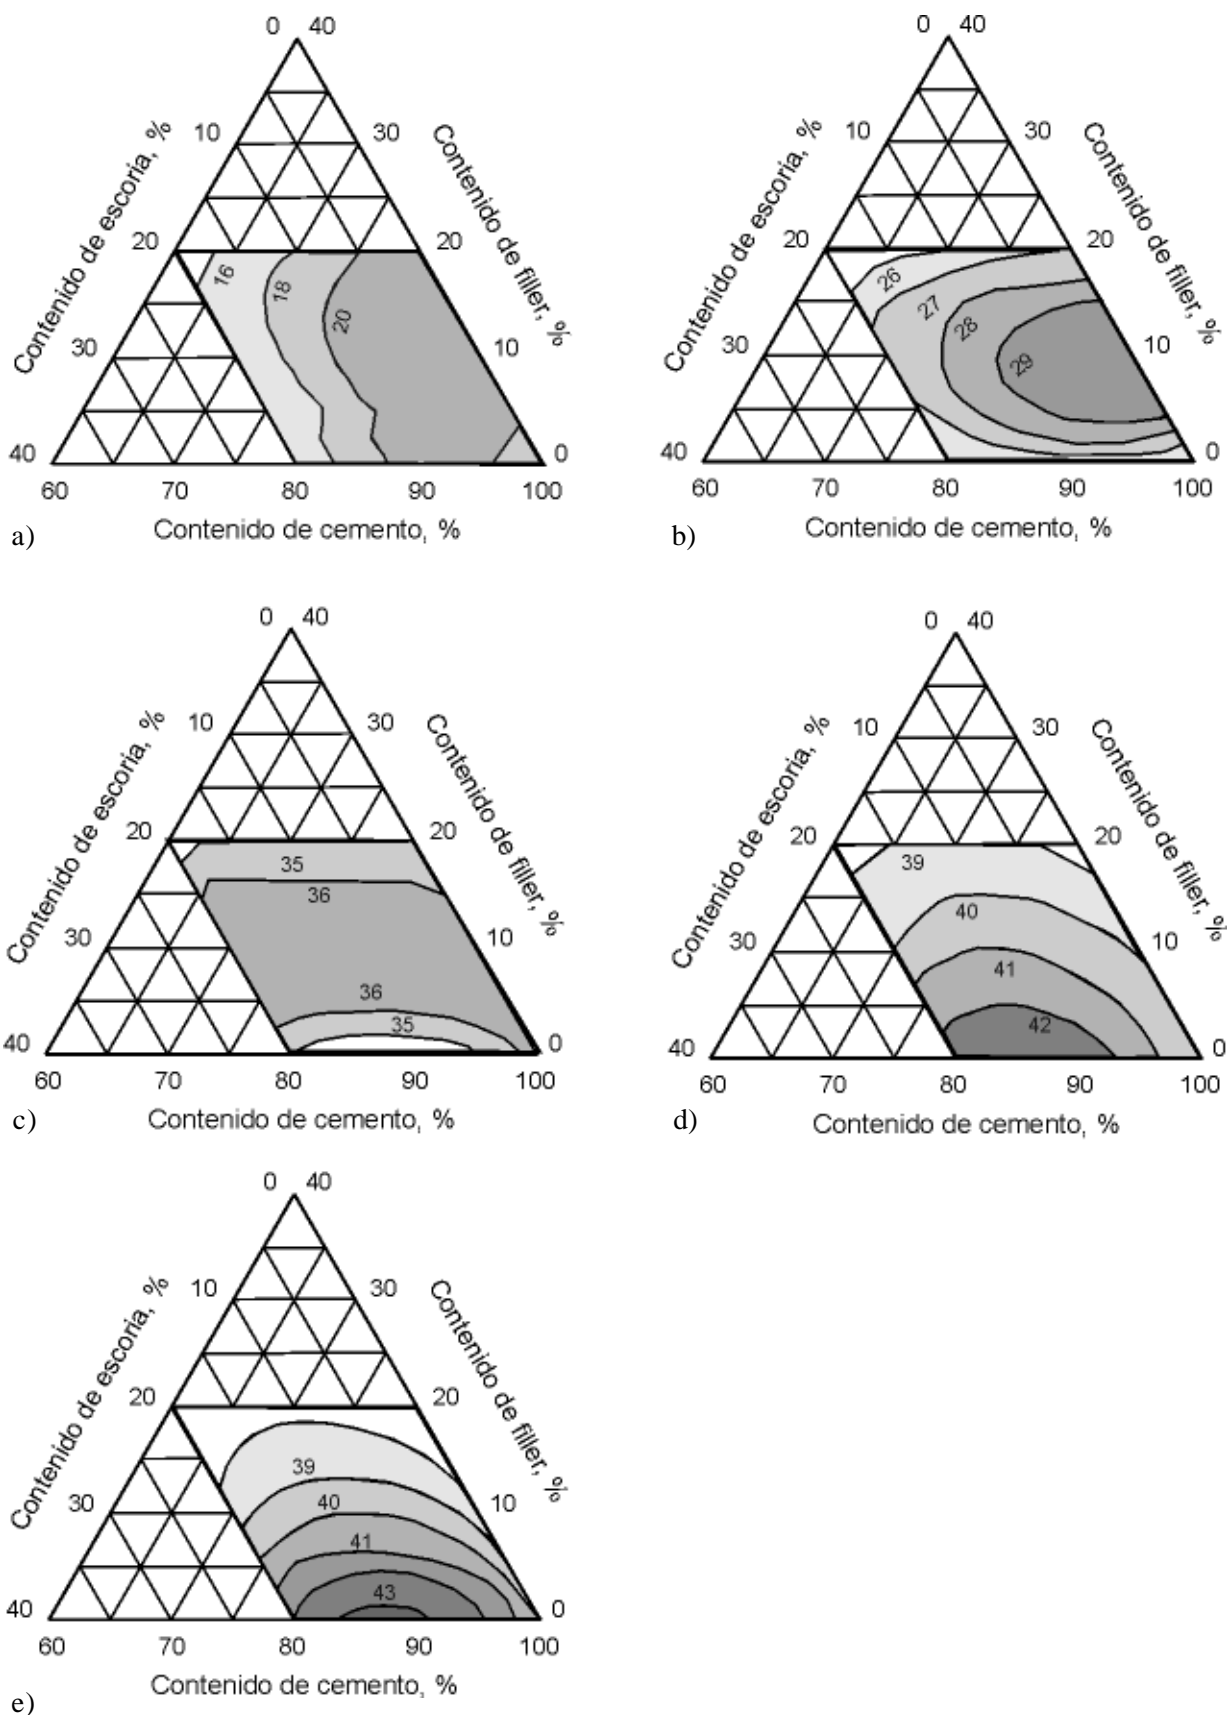 0 40
Contenido de escoria, %
10 30
Contenido de filler, %
20 20
16 18 20
30 10
40 0
60 70 80 90 100
Contenido de cemento, %
a)
0 40
Contenido de escoria, %
10 30
Contenido de filler, %
20 20
26
27
28
29
30 10
40 0
60 70 80 90 100
Contenido de cemento, %
b)
0 40
Contenido de escoria, %
10 30
Contenido de filler, %
20 20
35
36
30 10
36
35
40 0
60 70 80 90 100
Contenido de cemento, %
c)
0 40
Contenido de escoria, %
10 30
Contenido de filler, %
20 20
39
40
30 10
41
42
40 0
60 70 80 90 100
Contenido de cemento, %
d)
0 40
Contenido de escoria, %
10 30
Contenido de filler, %
20 20
39
30 10
40
41
43
40 0
60 70 80 90 100
Contenido de cemento, %
e)